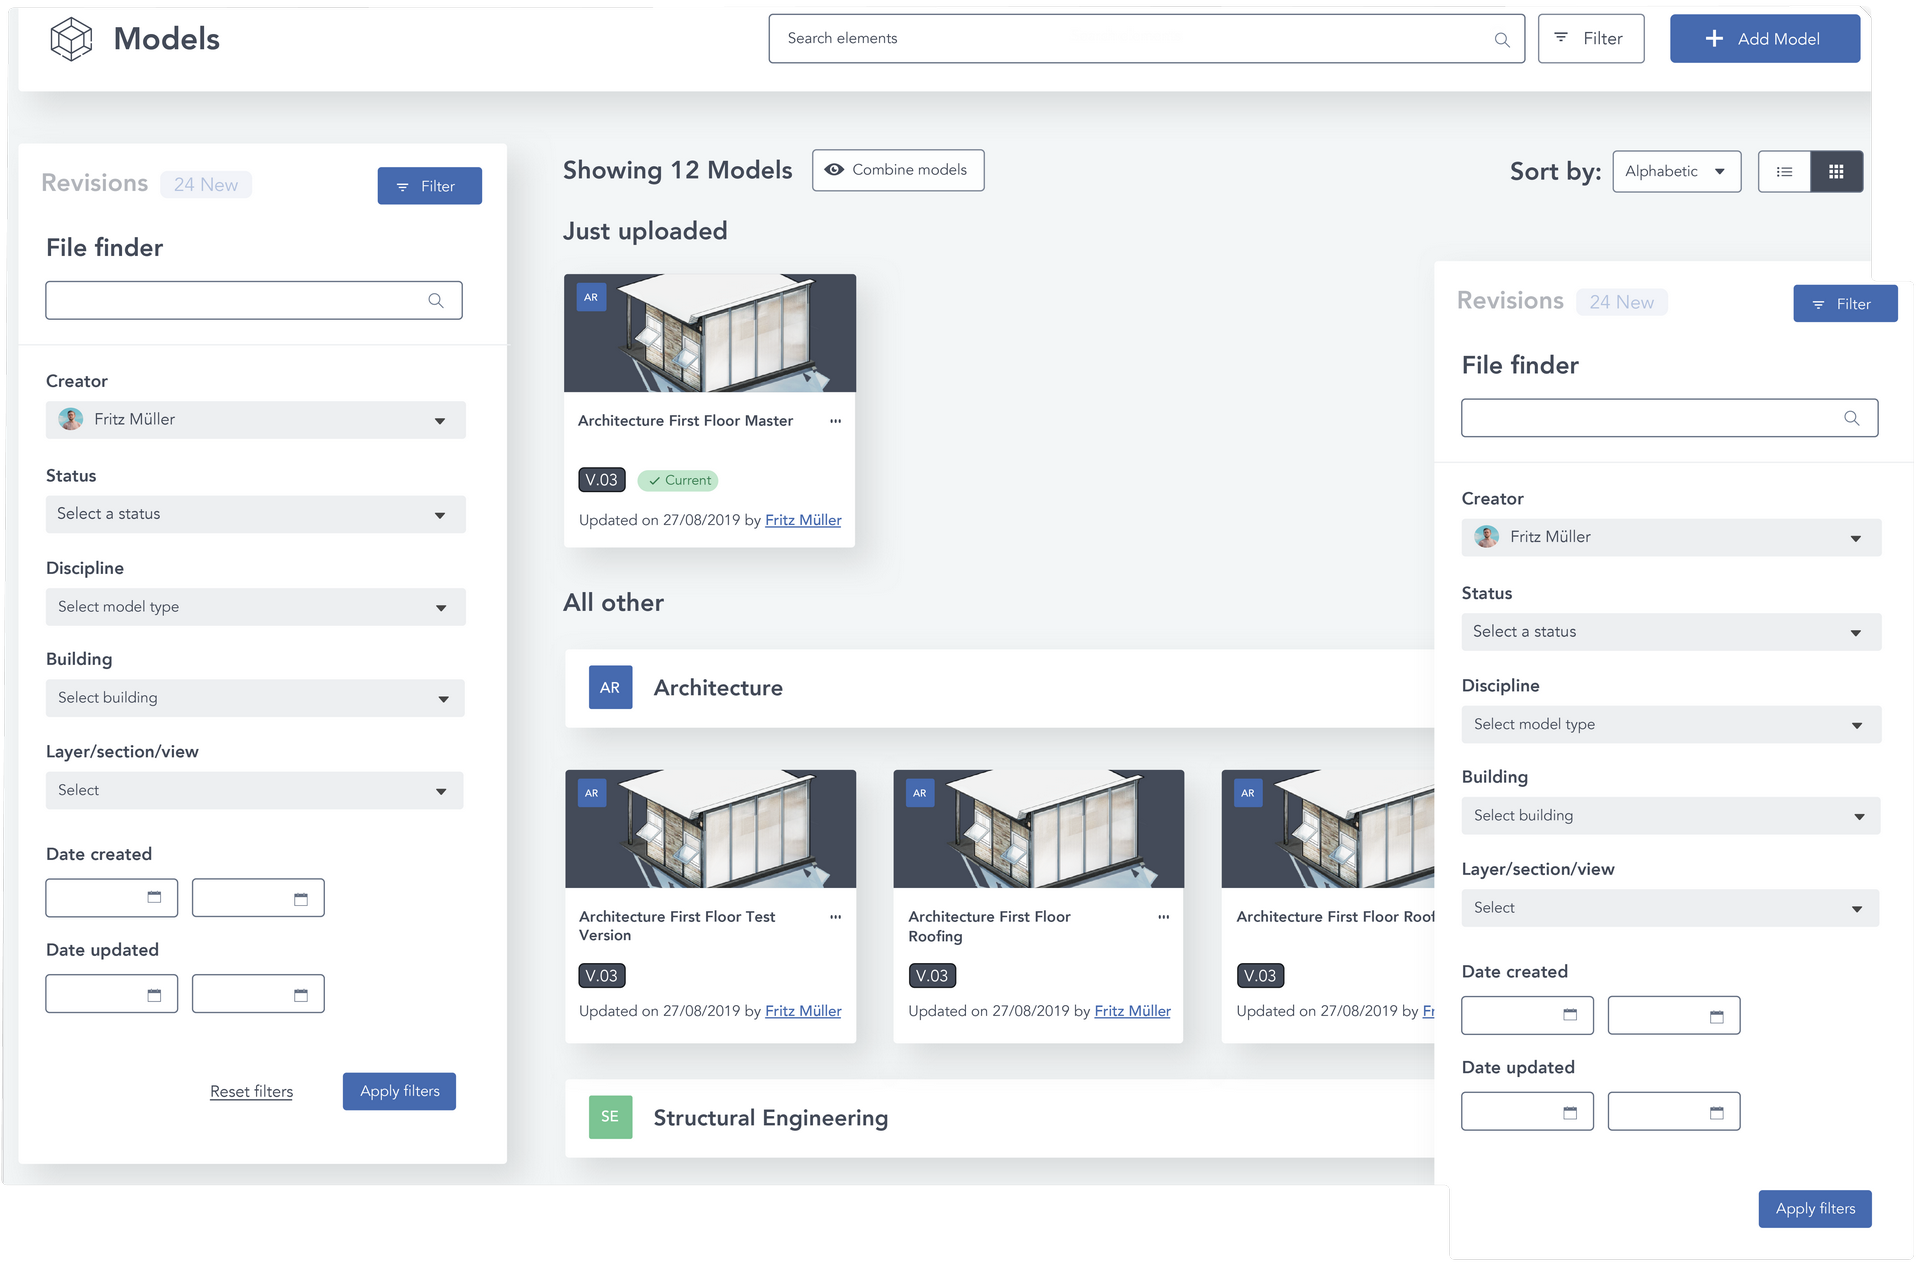 Models
Search elements
Filter
Add Model
Revisions 24 New
Filter
File finder
Creator
Fritz Müller
Status
Select a status
Discipline
Select model type
Building
Select building
Layer/section/view
Select
Date created
Date updated
Reset filters
Apply filters
Showing 12 Models
Combine models
Sort by:
Alphabetic
Just uploaded
AR
Architecture First Floor Master
V.03
Current
Updated on 27/08/2019 by Fritz Müller
All other
AR
Architecture
AR
Architecture First Floor Test
Version
V.03
Updated on 27/08/2019 by Fritz Müller
AR
Architecture First Floor
Roofing
V.03
Updated on 27/08/2019 by Fritz Müller
AR
Architecture First Floor Roof
V.03
Updated on 27/08/2019 by Fr
SE
Structural Engineering
Revisions 24 New
Filter
File finder
Creator
Fritz Müller
Status
Select a status
Discipline
Select model type
Building
Select building
Layer/section/view
Select
Date created
Date updated
Apply filters